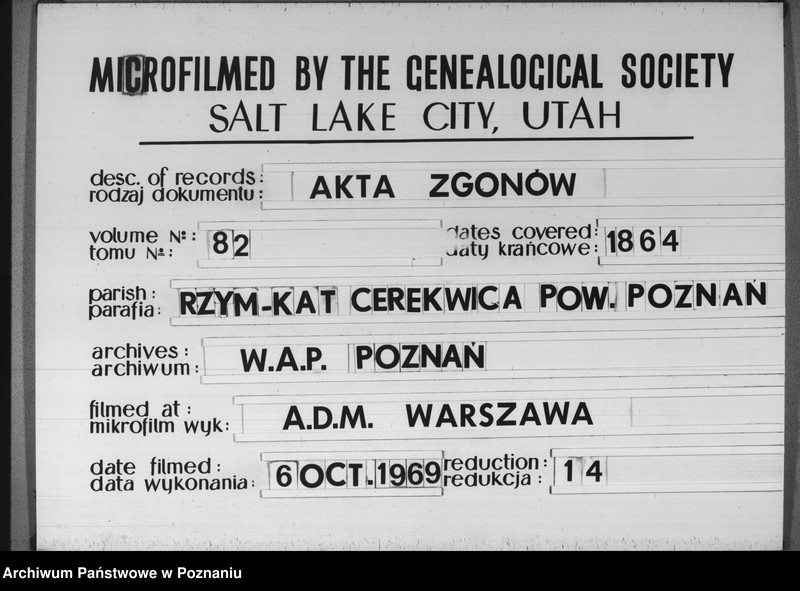 MICROFILMED BY THE GENEALOGICAL SOCIETY
SALT LAKE CITY, UTAH
desc. of records:
rodzaj dokumentu:
AKTA ZGONÓW
volume No:
tomu No:
82
dates covered:
daty krańcowe:
1864
parish:
parafia:
RZYM-KAT CEREKWICA POW. POZNAŃ
archives:
archiwum:
W.A.P. POZNAŃ
filmed at:
mikrofilm wyk:
A.D.M. WARSZAWA
date filmed:
data wykonania:
6 OCT. 1969
reduction:
redukcja:
14
Archiwum Państwowe w Poznaniu